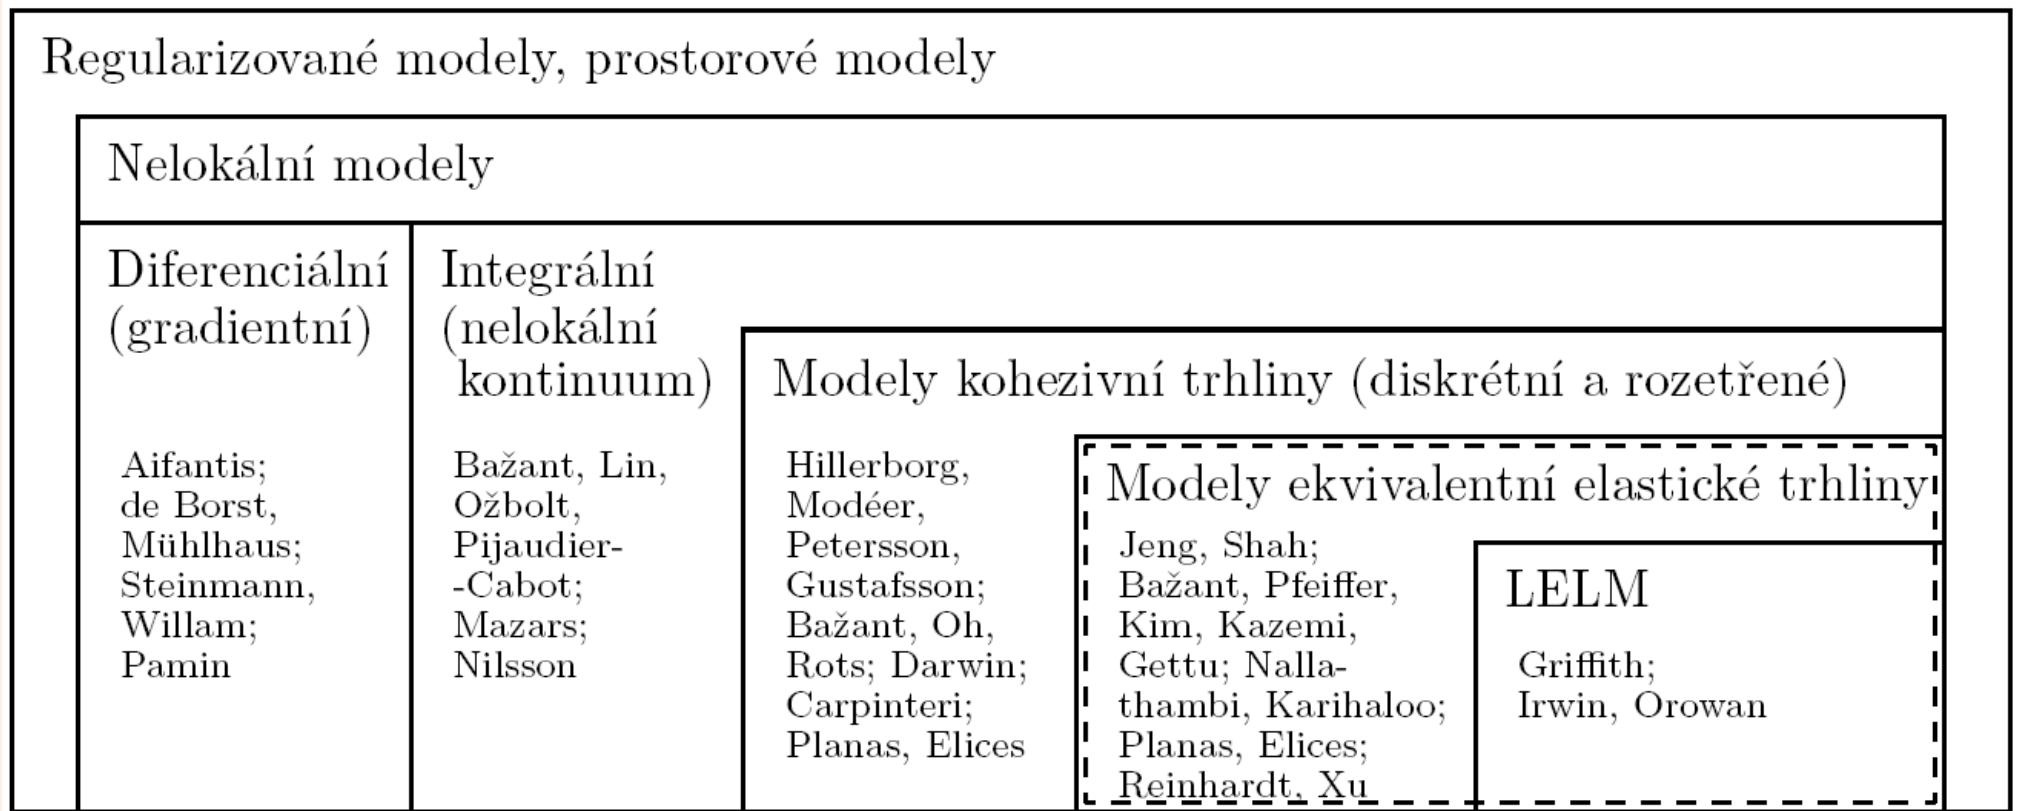 Regularizované modely, prostorové modely
Nelokální modely
Diferenciální
(gradientní)
Aifantis;
de Borst,
Mühlhaus;
Steinmann,
Willam;
Pamin
Integrální
(nelokální
kontinuum)
Bažant, Lin,
Ožbolt,
Pijaudier-
-Cabot;
Mazars;
Nilsson
Modely kohezivní trhliny (diskrétní a rozetřené)
Hillerborg,
Modéer,
Petersson,
Gustafsson;
Bažant, Oh,
Rots; Darwin;
Carpinteri;
Planas, Elices
Modely ekvivalentní elastické trhliny
Jeng, Shah;
Bažant, Pfeiffer,
Kim, Kazemi,
Gettu; Nalla-
thambi, Karihaloo;
Planas, Elices;
Reinhardt, Xu
LELM
Griffith;
Irwin, Orowan